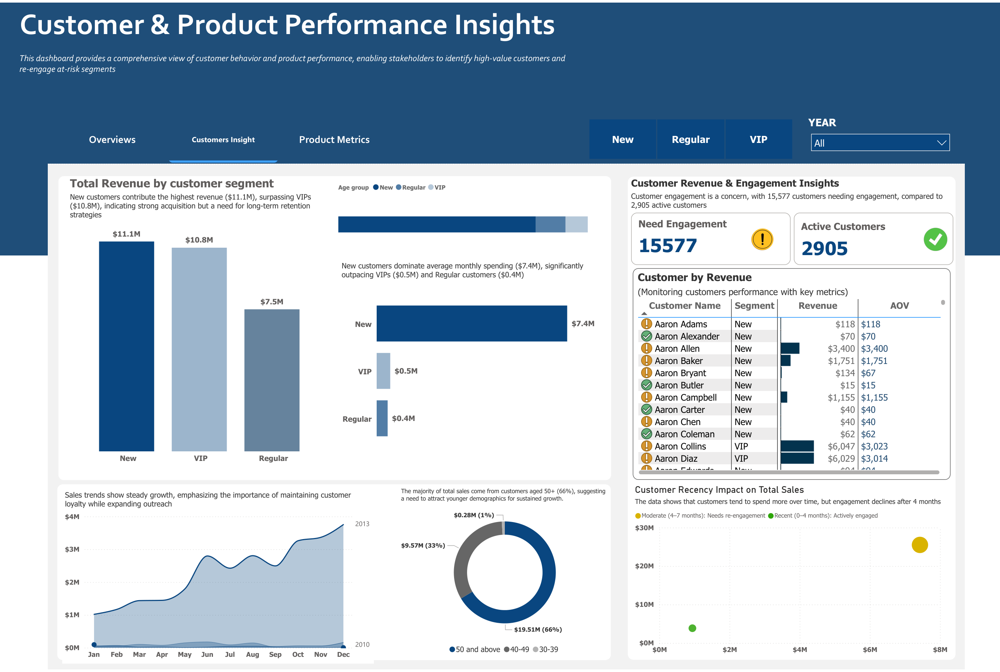 Customer & Product Performance Insights
This dashboard provides a comprehensive view of customer behavior and product performance, enabling stakeholders to identify high-value customers and
re-engage at-risk segments
Overviews
Customers Insight
Product Metrics
New
Regular
VIP
YEAR
All
Total Revenue by customer segment
New customers contribute the highest revenue ($11.1M), surpassing VIPs
($10.8M), indicating strong acquisition but a need for long-term retention
strategies
$11.1M
$10.8M
$7.5M
New
VIP
Regular
Age group New Regular VIP
New customers dominate average monthly spending ($7.4M), significantly
outpacing VIPs ($0.5M) and Regular customers ($0.4M)
New $7.4M
VIP $0.5M
Regular $0.4M
Customer Revenue & Engagement Insights
Customer engagement is a concern, with 15,577 customers needing engagement, compared to
2,905 active customers
Need Engagement
15577
Active Customers
2905
Customer by Revenue
(Monitoring customers performance with key metrics)
Customer Name Segment Revenue AOV
Aaron Adams New $118 $118
Aaron Alexander New $70 $70
Aaron Allen New $3,400 $3,400
Aaron Baker New $1,751 $1,751
Aaron Bryant New $134 $67
Aaron Butler New $15 $15
Aaron Campbell New $1,155 $1,155
Aaron Carter New $40 $40
Aaron Chen New $40 $40
Aaron Coleman New $62 $62
Aaron Collins VIP $6,047 $3,023
Aaron Diaz VIP $6,029 $3,014
Sales trends show steady growth, emphasizing the importance of maintaining customer
loyalty while expanding outreach
$4M
$3M
$2M
$1M
$0M
2013
2010
Jan Feb Mar Apr May Jun Jul Aug Sep Oct Nov Dec
The majority of total sales come from customers aged 50+ (66%), suggesting
a need to attract younger demographics for sustained growth.
$0.28M (1%)
$9.57M (33%)
$19.51M (66%)
50 and above 40-49 30-39
Customer Recency Impact on Total Sales
The data shows that customers tend to spend more over time, but engagement declines after 4 months
Moderate (4–7 months): Needs re-engagement Recent (0–4 months): Actively engaged
$30M
$20M
$10M
$0M
$0M $2M $4M $6M $8M